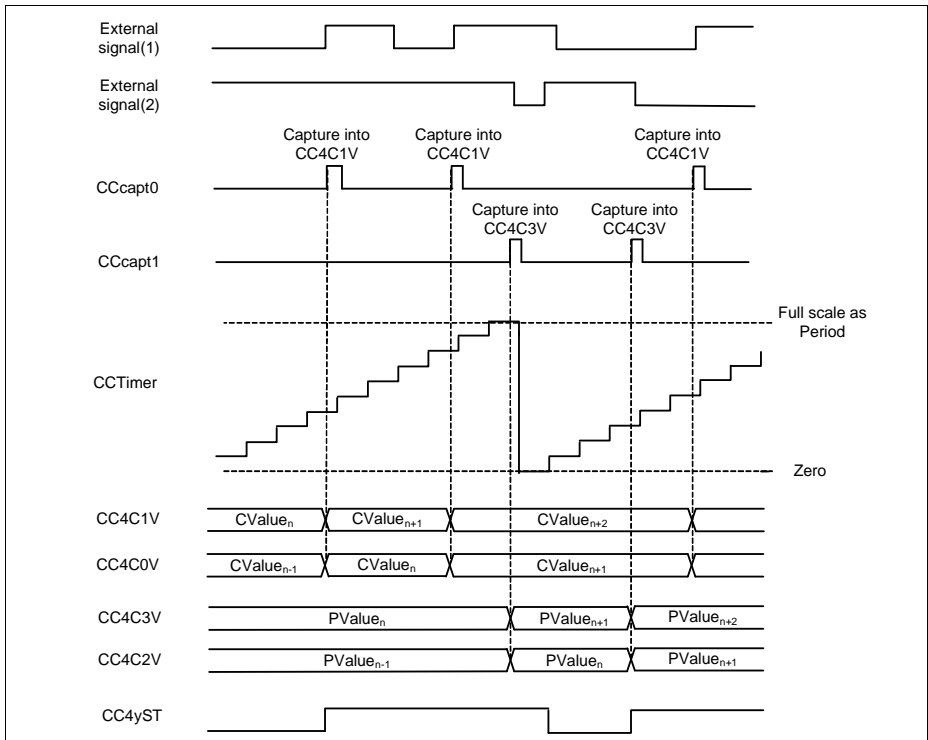 External
signal(1)
External
signal(2)
Capture into
CC4C1V
Capture into
CC4C1V
Capture into
CC4C1V
CCcapt0
Capture into
CC4C3V
Capture into
CC4C3V
CCcapt1
Full scale as
Period
CCTimer
Zero
CC4C1V CValueₙ CValueₙ₊₁ CValueₙ₊₂
CC4C0V CValueₙ₋₁ CValueₙ CValueₙ₊₁
CC4C3V PValueₙ PValueₙ₊₁ PValueₙ₊₂
CC4C2V PValueₙ₋₁ PValueₙ PValueₙ₊₁
CC4yST